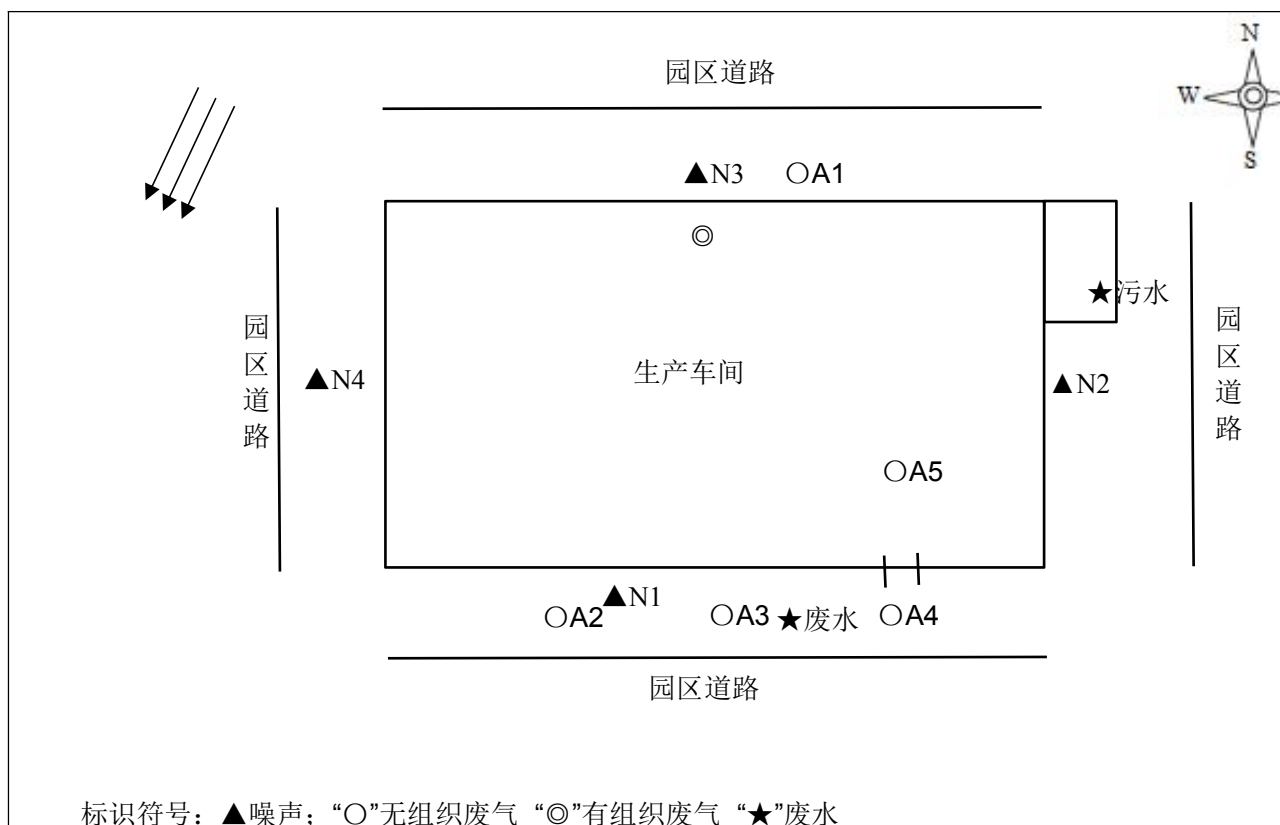 园区道路
N
W
S
▲N3 ○A1
◎
★污水
园区道路
园区道路
▲N4
生产车间
▲N2
○A5
▲N1
○A2 ○A3 ★废水 ○A4
园区道路
标识符号：▲噪声；“○”无组织废气 “◎”有组织废气 “★”废水